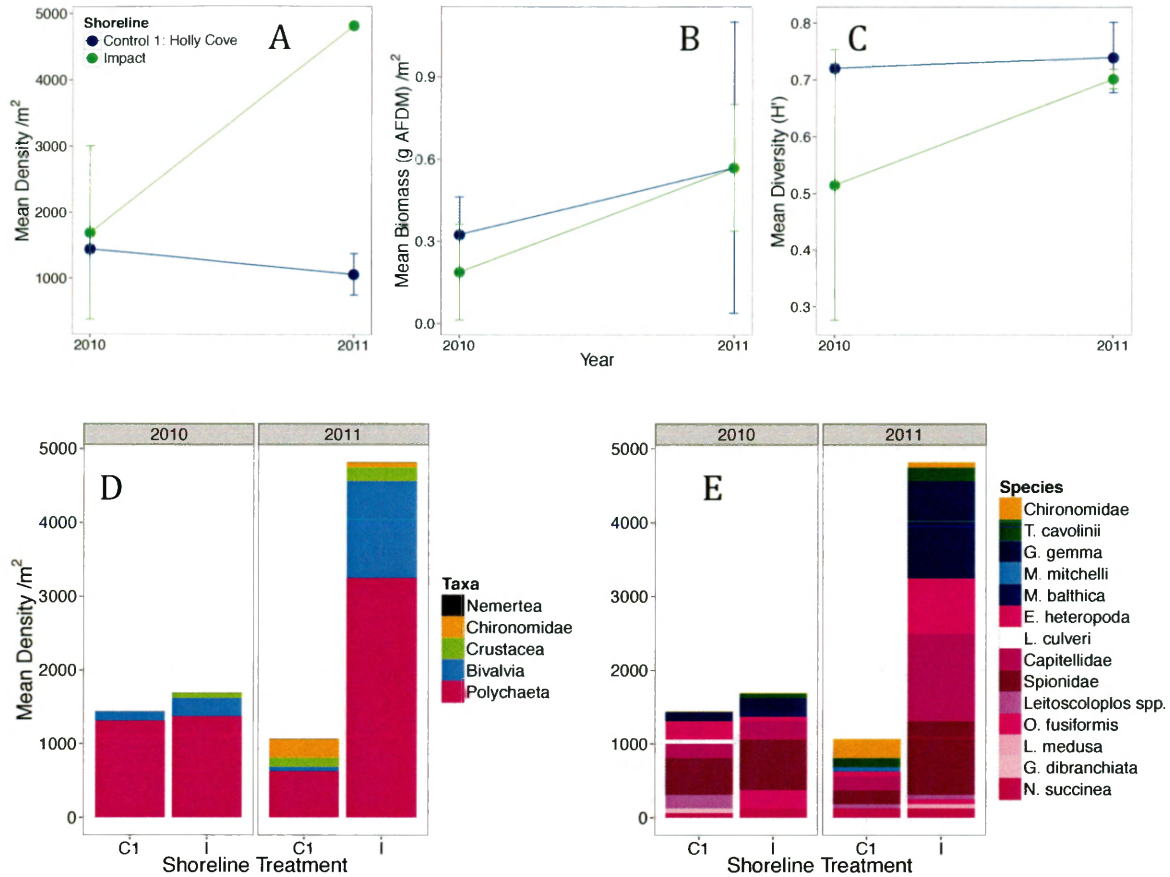 Shoreline
Control 1: Holly Cove
Impact
A
5000
4000
3000
2000
1000
Mean Density /m²
2010
2011
B
0.9
0.6
0.3
0.0
Mean Biomass (g AFDM) /m²
2010
2011
Year
C
0.8
0.7
0.6
0.5
0.4
0.3
Mean Diversity (H')
2010
2011
D
2010
2011
5000
4000
3000
2000
1000
0
Mean Density /m²
C1
I
C1
I
Shoreline Treatment
Taxa
Nemertea
Chironomidae
Crustacea
Bivalvia
Polychaeta
E
2010
2011
5000
4000
3000
2000
1000
0
C1
I
C1
I
Shoreline Treatment
Species
Chironomidae
T. cavolinii
G. gemma
M. mitchelli
M. balthica
E. heteropoda
L. culveri
Capitellidae
Spionidae
Leitoscoloplos spp.
O. fusiformis
L. medusa
G. dibranchiata
N. succinea